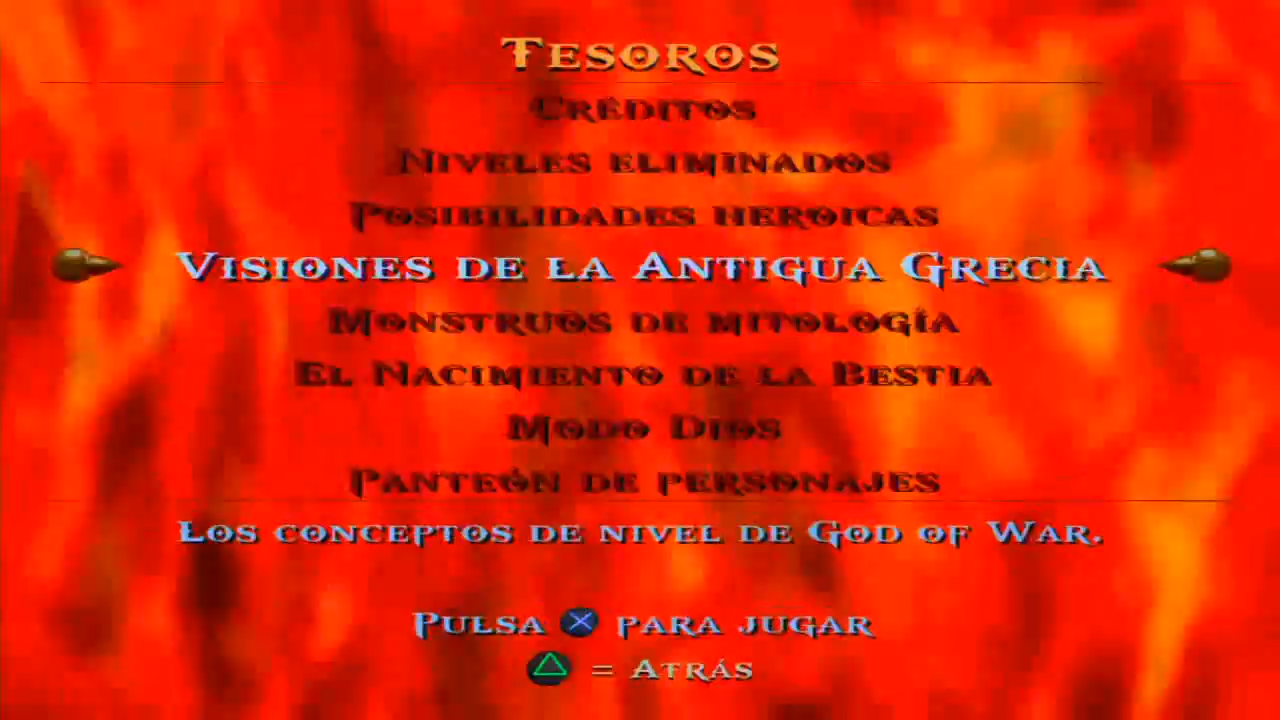 Tesoros
Créditos
Niveles eliminados
Posibilidades heroicas
Visiones de la Antigua Grecia
Monstruos de mitología
El Nacimiento de la Bestia
Modo Dios
Panteón de personajes
Los conceptos de nivel de God of War.
Pulsa para jugar
= Atrás